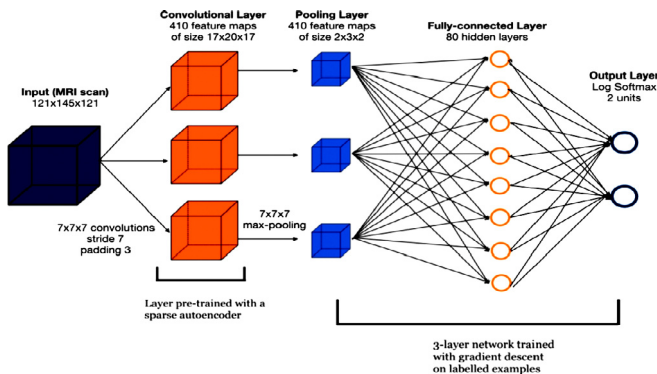 Convolutional Layer
410 feature maps
of size 17x20x17
Pooling Layer
410 feature maps
of size 2x3x2
Fully-connected Layer
80 hidden layers
Output Layer
Log Softmax
2 units
Input (MRI scan)
121x145x121
7x7x7 convolutions
stride 7
padding 3
7x7x7
max-pooling
Layer pre-trained with a
sparse autoencoder
3-layer network trained
with gradient descent
on labelled examples